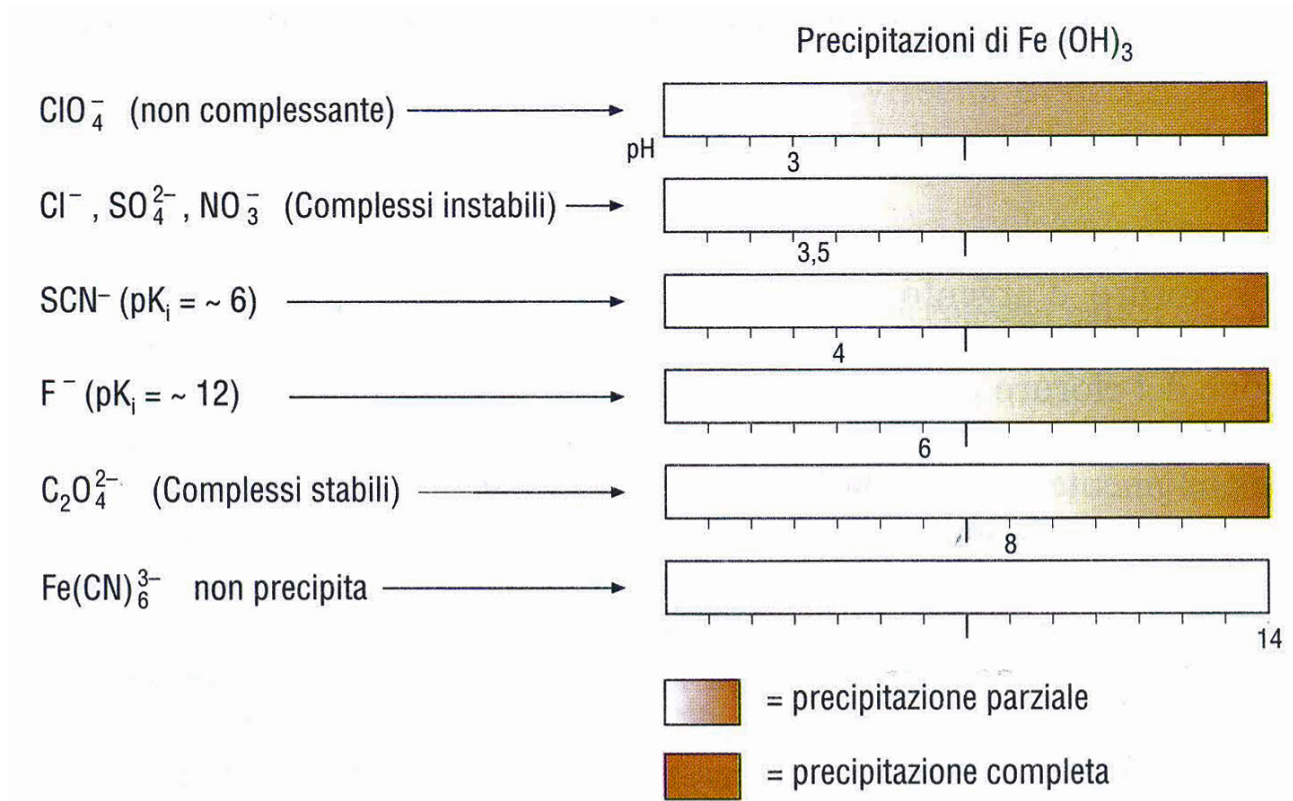 Precipitazioni di Fe (OH)₃
ClO₄⁻ (non complessante)
pH
3
Cl⁻ , SO₄²⁻ , NO₃⁻ (Complessi instabili)
3,5
SCN⁻ (pKᵢ = ~ 6)
4
F⁻ (pKᵢ = ~ 12)
6
C₂O₄²⁻ (Complessi stabili)
8
Fe(CN)₆³⁻ non precipita
14
= precipitazione parziale
= precipitazione completa